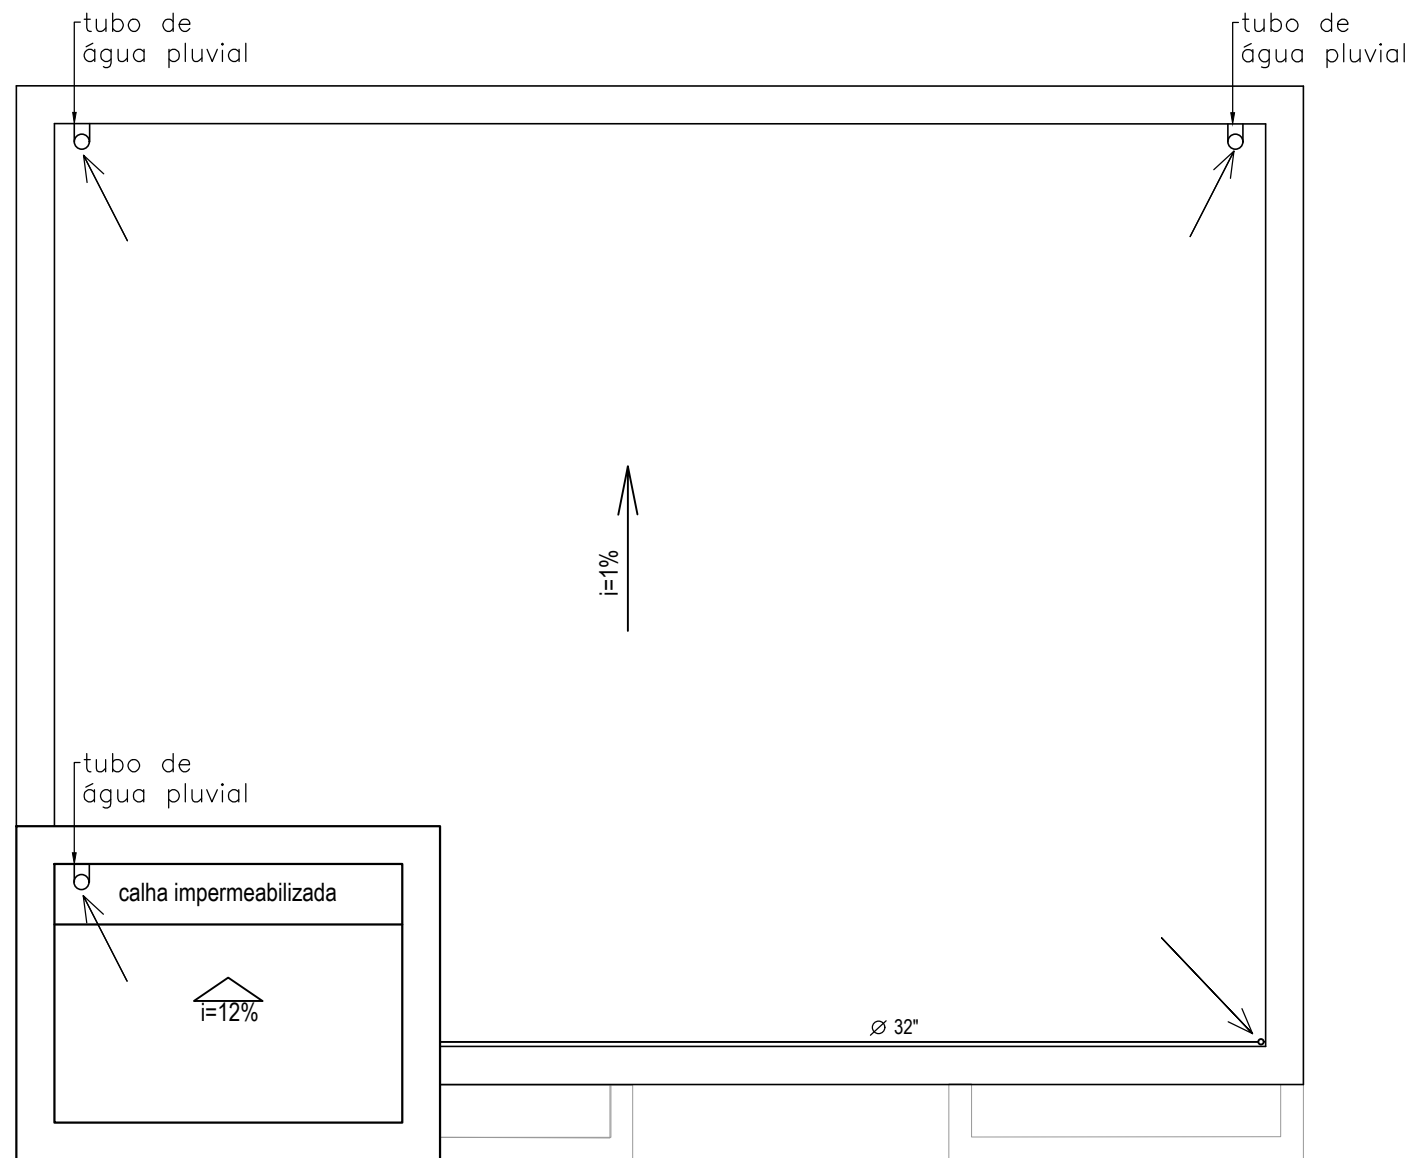 tubo de
água pluvial
tubo de
água pluvial
i=1%
tubo de
água pluvial
calha impermeabilizada
i=12%
⌀ 32"